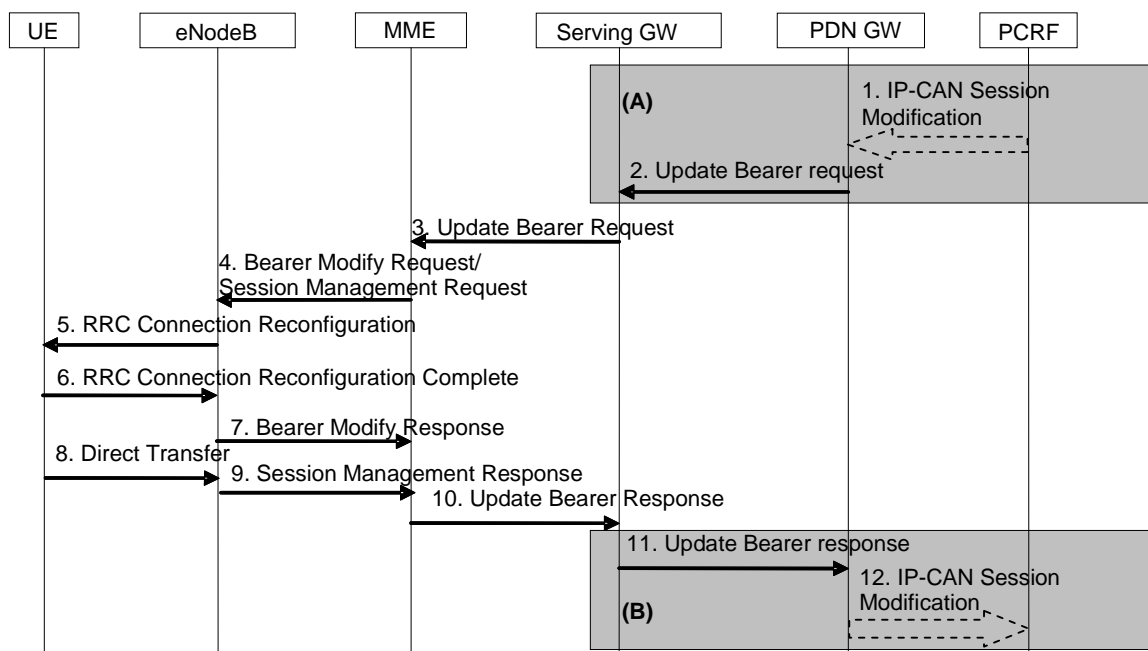 UE eNodeB MME Serving GW PDN GW PCRF
(A)
1. IP-CAN Session
Modification
2. Update Bearer request
3. Update Bearer Request
4. Bearer Modify Request/
Session Management Request
5. RRC Connection Reconfiguration
6. RRC Connection Reconfiguration Complete
7. Bearer Modify Response
8. Direct Transfer
9. Session Management Response
10. Update Bearer Response
11. Update Bearer response
12. IP-CAN Session
Modification
(B)